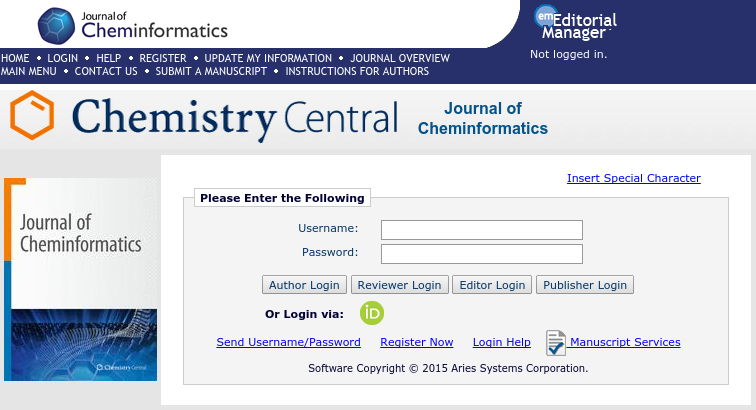 Journal of
Cheminformatics
em Editorial
Manager
Not logged in.
HOME • LOGIN • HELP • REGISTER • UPDATE MY INFORMATION • JOURNAL OVERVIEW
MAIN MENU • CONTACT US • SUBMIT A MANUSCRIPT • INSTRUCTIONS FOR AUTHORS
Chemistry Central
Journal of
Cheminformatics
Insert Special Character
Journal of
Cheminformatics
Chemistry Central
Please Enter the Following
Username:
Password:
Author Login Reviewer Login Editor Login Publisher Login
Or Login via: iD
Send Username/Password Register Now Login Help Manuscript Services
Software Copyright © 2015 Aries Systems Corporation.